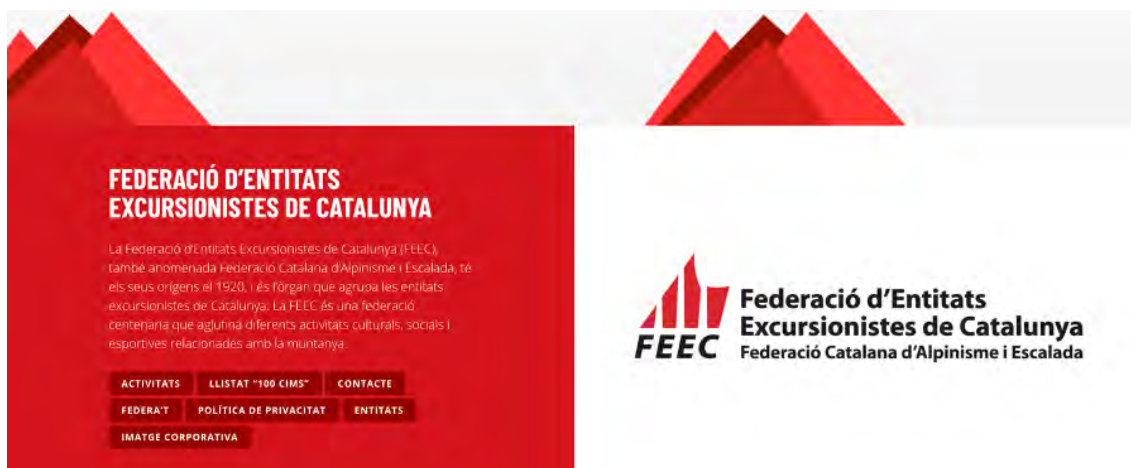 FEDERACIÓ D'ENTITATS
EXCURSIONISTES DE CATALUNYA
La Federació d'Entitats Excursionistes de Catalunya (FEEC),
també anomenada Federació Catalana d'Alpinisme i Escalada, té
els seus orígens el 1920, i és l'òrgan que agrupa les entitats
excursionistes de Catalunya. La FEEC és una federació
centenària que aglutina diferents activitats culturals, socials i
esportives relacionades amb la muntanya.
ACTIVITATS LLISTAT "100 CIMS" CONTACTE
FEDERA'T POLÍTICA DE PRIVACITAT ENTITATS
IMATGE CORPORATIVA
FEEC
Federació d'Entitats
Excursionistes de Catalunya
Federació Catalana d'Alpinisme i Escalada